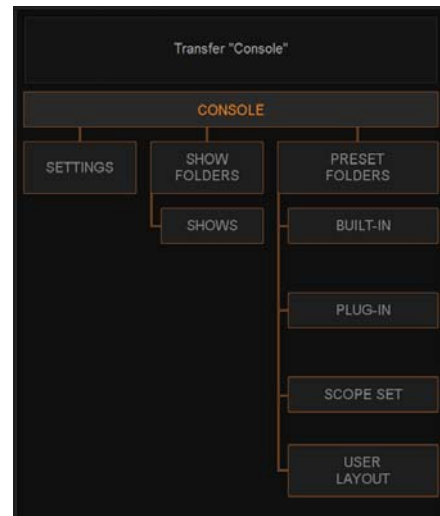 Transfer "Console"
CONSOLE
SETTINGS
SHOW
FOLDERS
SHOWS
PRESET
FOLDERS
BUILT-IN
PLUG-IN
SCOPE SET
USER
LAYOUT